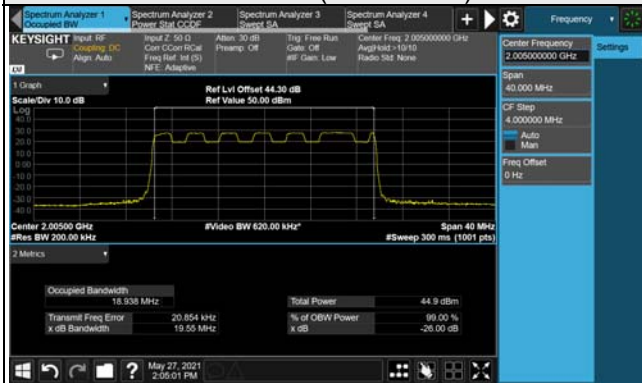 Spectrum Analyzer 1
Occupied BW
Spectrum Analyzer 2
Power Stat CCDF
Spectrum Analyzer 3
Swept SA
Spectrum Analyzer 4
Swept SA
+
Frequency
KEYSIGHT
Input: RF
Coupling: DC
Align: Auto
Input Z: 50 Ω
Corr CCorr RCal
Freq Ref: Int (S)
NFE: Adaptive
Atten: 30 dB
Preamp: Off
Trig: Free Run
Gate: Off
#IF Gain: Low
Center Freq: 2.005000000 GHz
Avg|Hold:>10/10
Radio Std: None
LXI
Center Frequency
2.005000000 GHz
Settings
Span
40.000 MHz
CF Step
4.000000 MHz
Auto
Man
Freq Offset
0 Hz
1 Graph
Scale/Div 10.0 dB
Ref Lvl Offset 44.30 dB
Ref Value 50.00 dBm
Log
40.0
30.0
20.0
10.0
0.00
-10.0
-20.0
-30.0
-40.0
Center 2.00500 GHz
#Res BW 200.00 kHz
#Video BW 620.00 kHz*
Span 40 MHz
#Sweep 300 ms (1001 pts)
2 Metrics
Occupied Bandwidth
18.938 MHz
Total Power 44.9 dBm
Transmit Freq Error 20.854 kHz
% of OBW Power 99.00 %
x dB Bandwidth 19.55 MHz
x dB -26.00 dB
?
May 27, 2021
2:05:01 PM